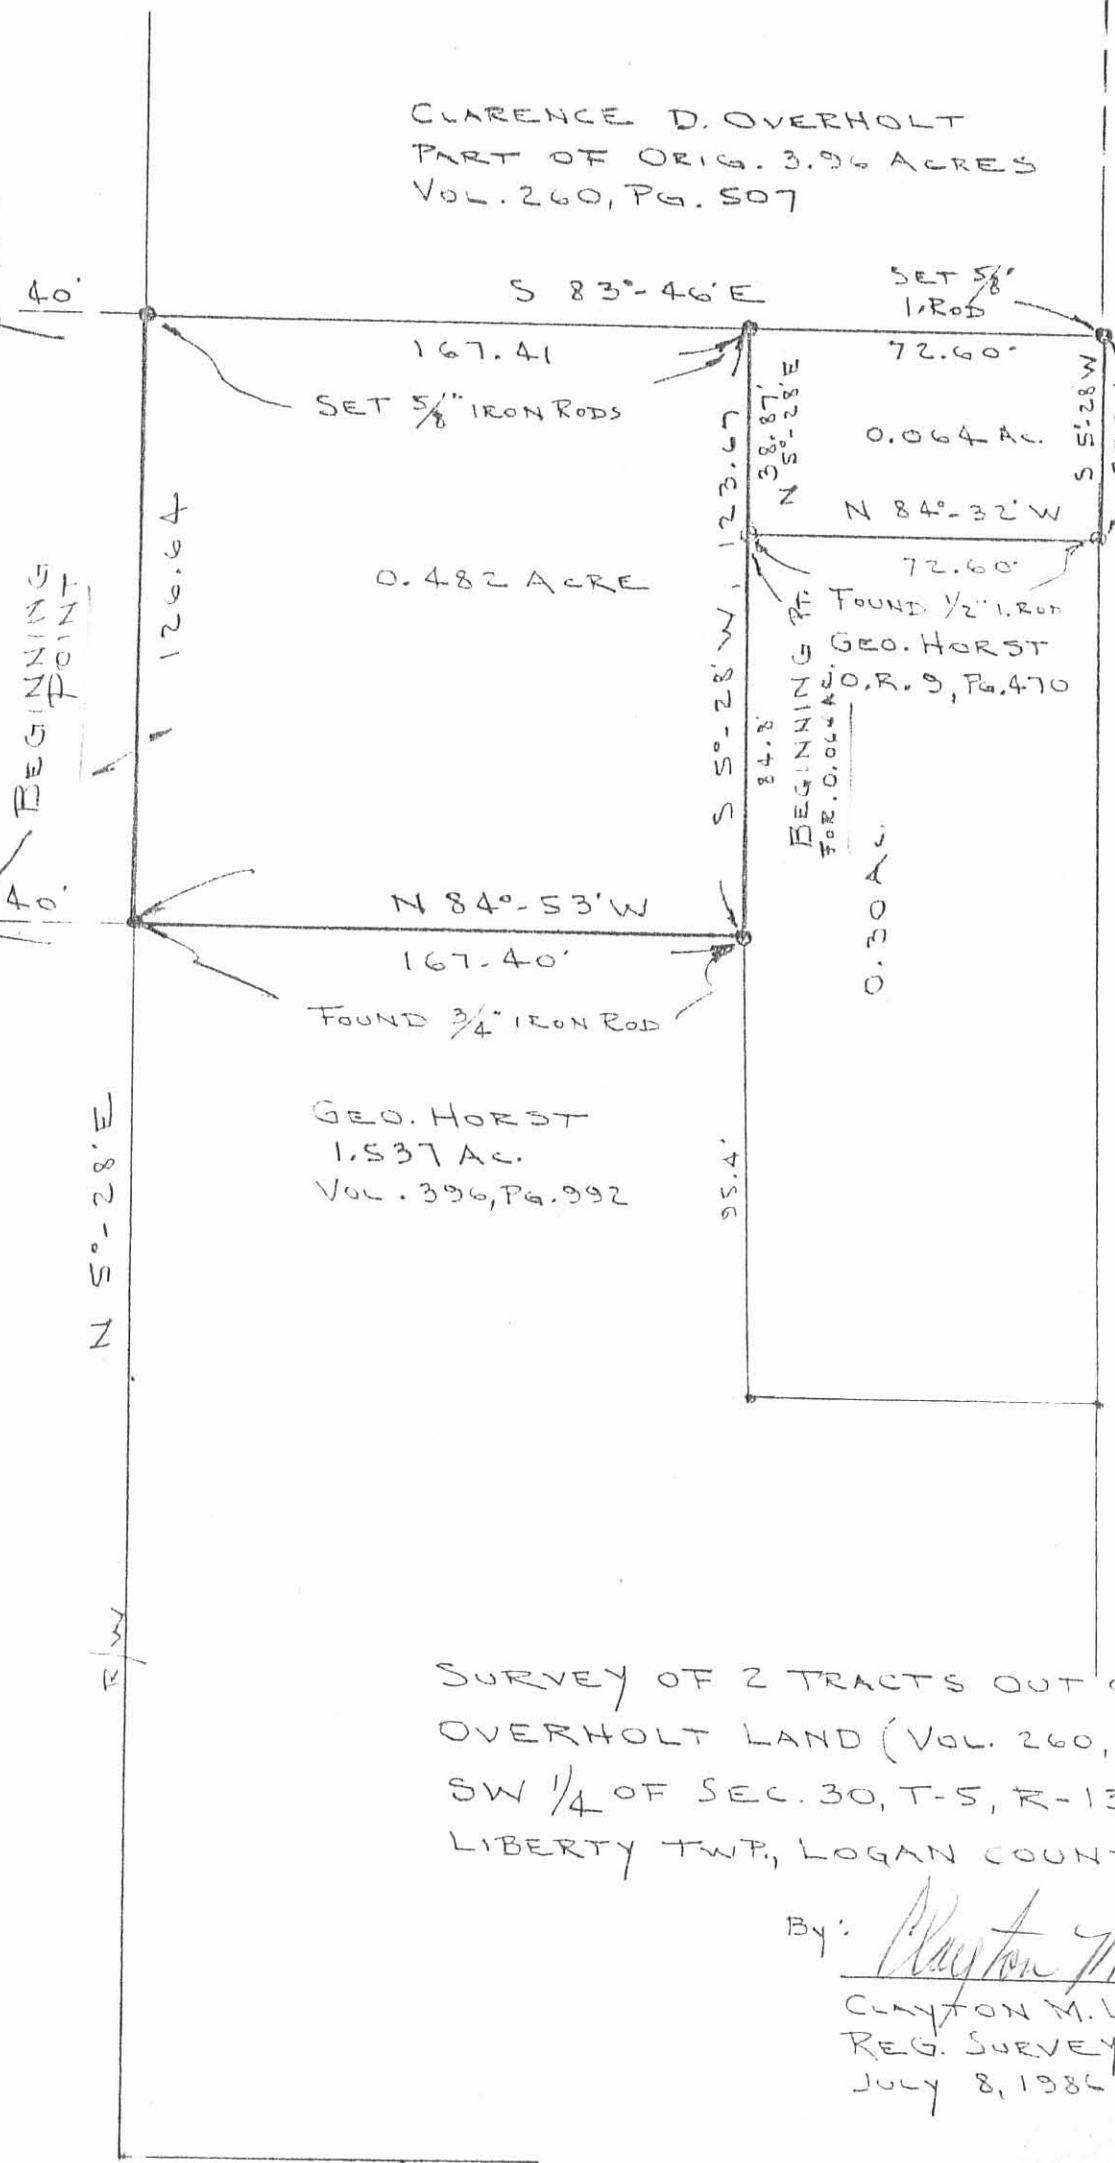 CLARENCE D. OVERHOLT
PART OF ORIG. 3.96 ACRES
VOL. 260, PG. 507
40'
S 83°-46'E
SET 5/8"
I.ROD
167.41
72.60'
SET 5/8" IRON RODS
126.64
S 5°-28'W, 123.67
38.87'
N 5°-28'E
0.064 AC.
S 5°-28'W
N 84°-32'W
72.60'
0.482 ACRE
FOUND 1/2" I.ROD
GEO. HORST
O.R. 9, PG. 470
BEGINNING
POINT
84.8'
BEGINNING PT.
FOR 0.064 AC.
0.30 AC.
40'
N 84°-53'W
167.40'
FOUND 3/4" IRON ROD
GEO. HORST
1.537 AC.
VOL. 396, PG. 992
N 5°-28'E
95.4'
R/W
SURVEY OF 2 TRACTS OUT
OVERHOLT LAND (VOL. 260,
SW 1/4 OF SEC. 30, T-5, R-13
LIBERTY TWP., LOGAN COUNT
By: Clayton M
CLAYTON M.
REG. SURVEY
JULY 8, 1986